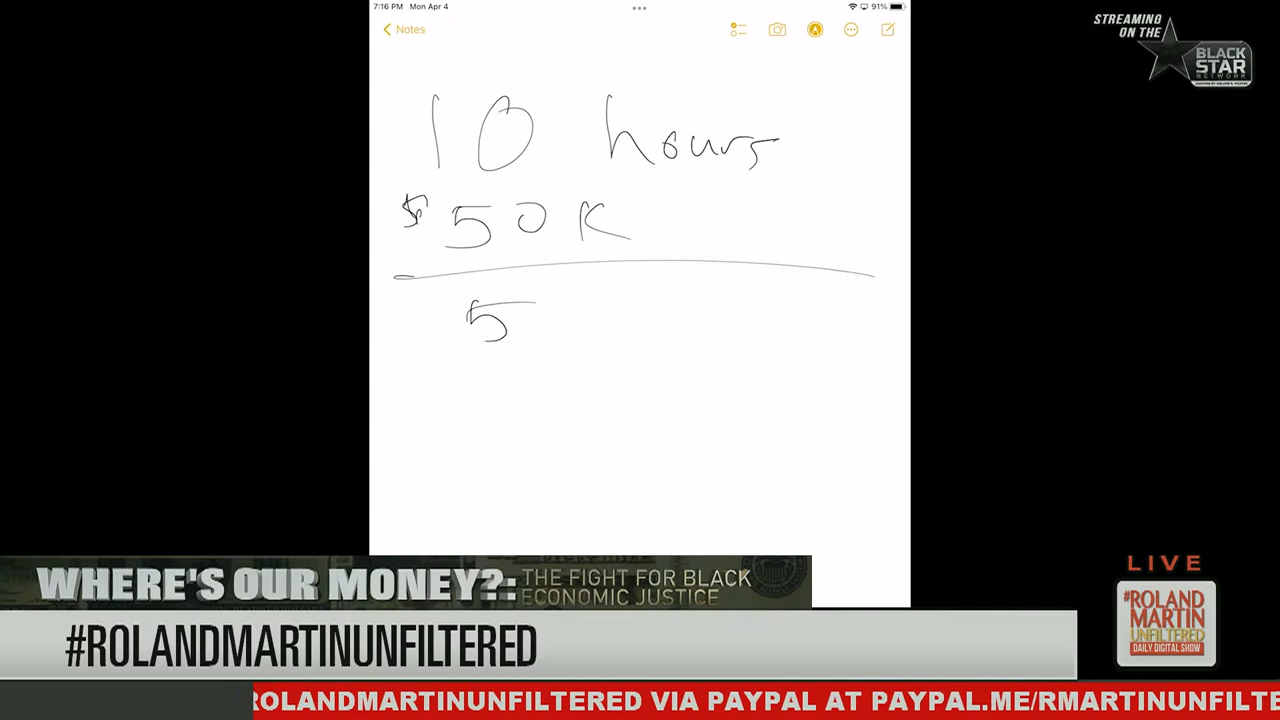 7:16 PM Mon Apr 4
91%
Notes
STREAMING
ON THE
BLACK
STAR
NETWORK
10 hours
$50K
5
WHERE'S OUR MONEY?: THE FIGHT FOR BLACK
ECONOMIC JUSTICE
#ROLANDMARTINUNFILTERED
LIVE
#ROLAND
MARTIN
UNFILTERED
DAILY DIGITAL SHOW
ROLANDMARTINUNFILTERED VIA PAYPAL AT PAYPAL.ME/RMARTINUNFILTE